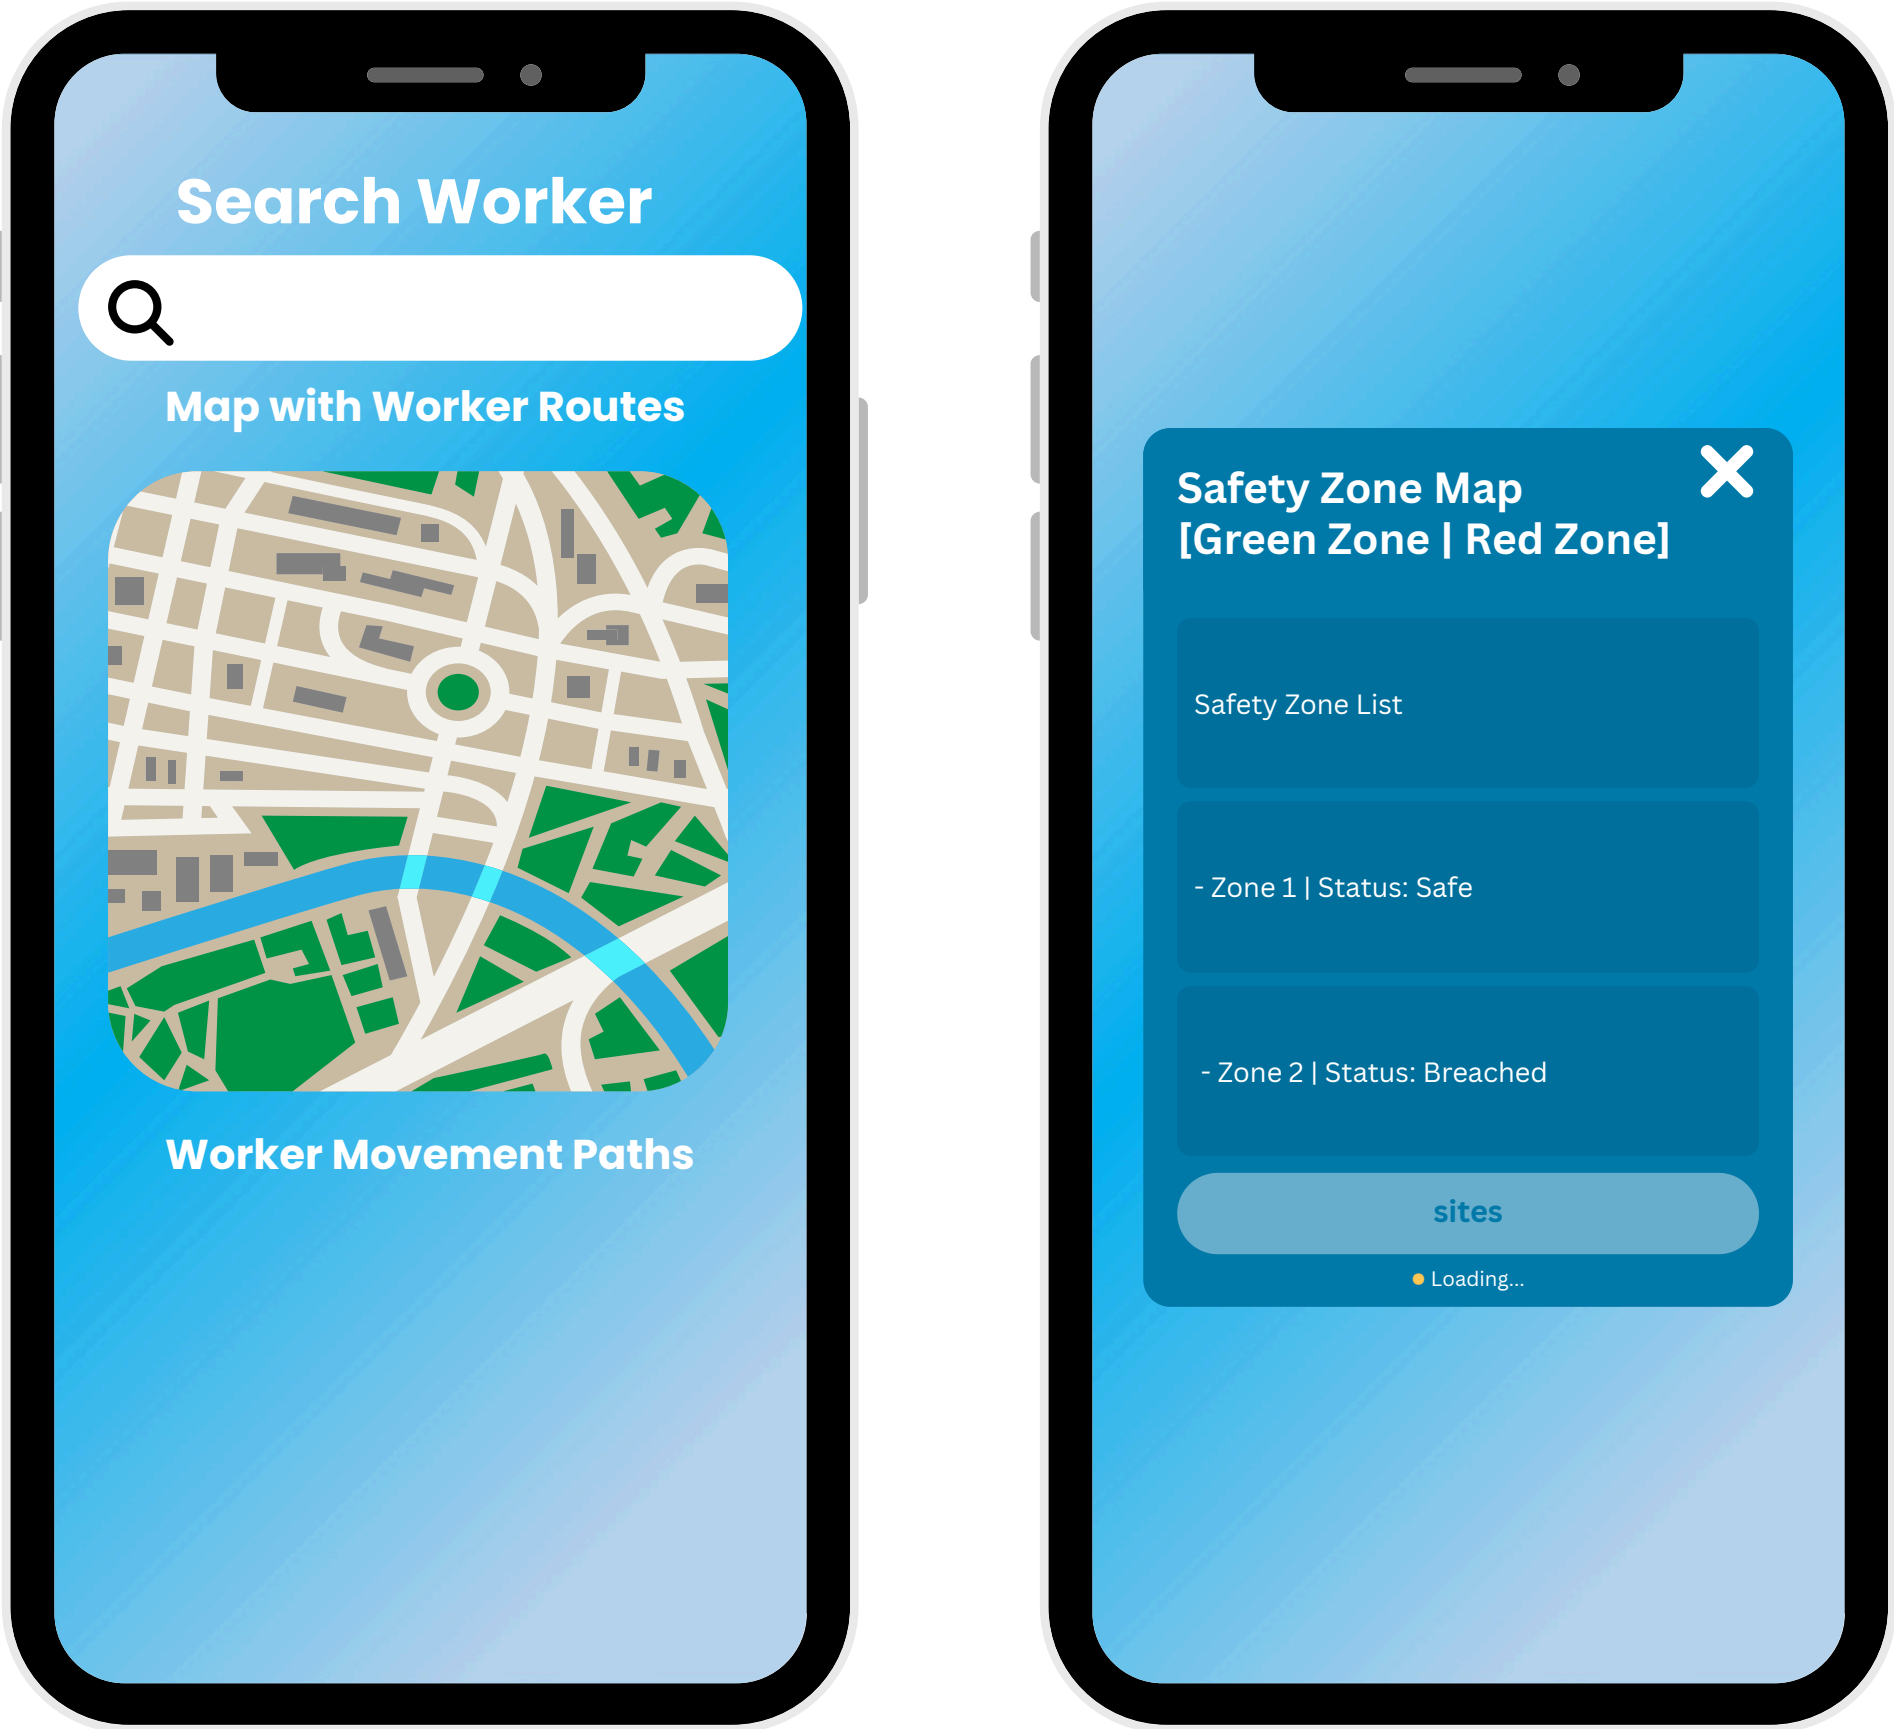 Search Worker
Map with Worker Routes
Worker Movement Paths
Safety Zone Map
[Green Zone | Red Zone]
Safety Zone List
- Zone 1 | Status: Safe
- Zone 2 | Status: Breached
sites
Loading...